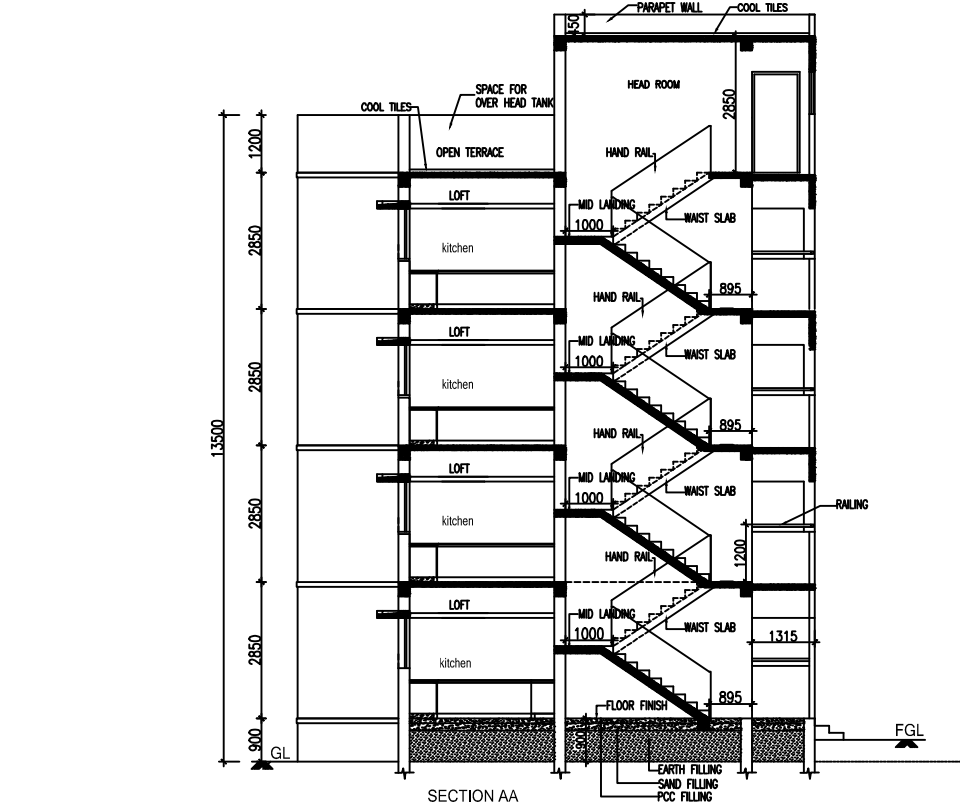 PARAPET WALL
COOL TILES
450
HEAD ROOM
2850
SPACE FOR
OVER HEAD TANK
COOL TILES
1200
OPEN TERRACE
HAND RAIL
LOFT
MID LANDING
1000
WAIST SLAB
2850
kitchen
895
HAND RAIL
LOFT
MID LANDING
1000
WAIST SLAB
2850
kitchen
895
13500
HAND RAIL
LOFT
MID LANDING
1000
WAIST SLAB
RAILING
2850
kitchen
1200
HAND RAIL
LOFT
MID LANDING
1000
WAIST SLAB
1315
2850
kitchen
895
FLOOR FINISH
900
GL
900
FGL
EARTH FILLING
SAND FILLING
PCC FILLING
SECTION AA